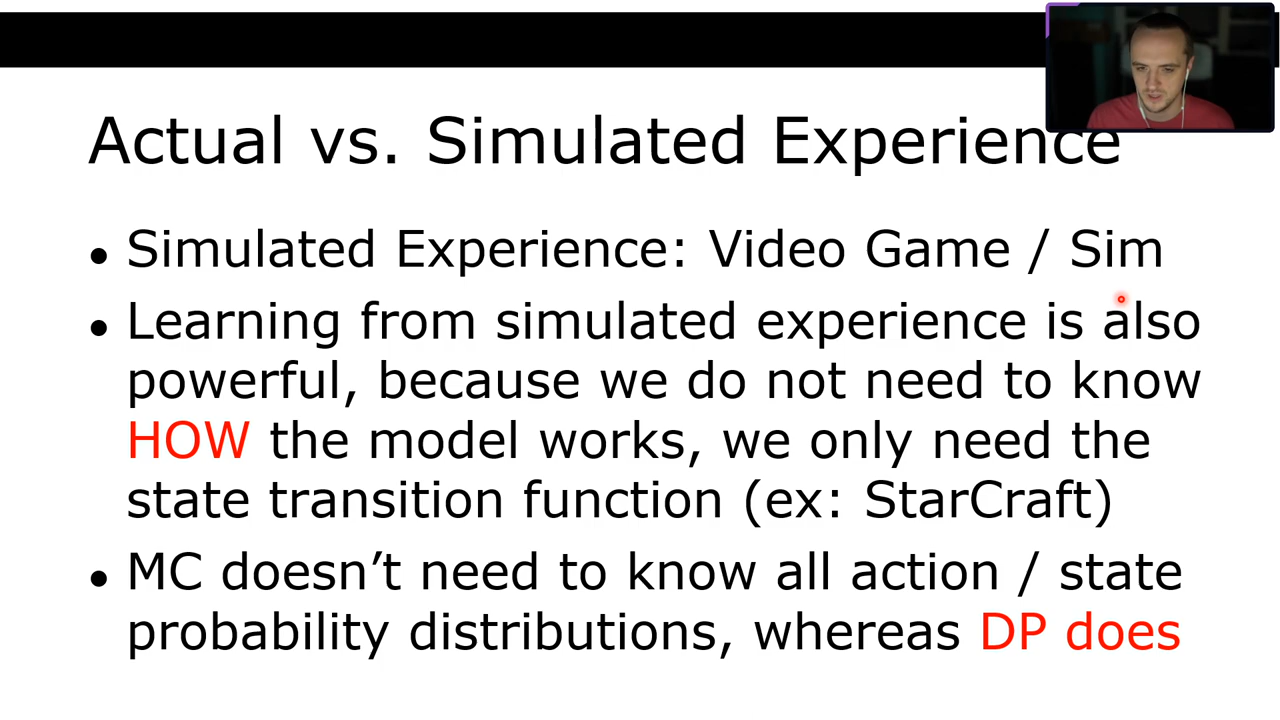 Actual vs. Simulated Experience
● Simulated Experience: Video Game / Sim
● Learning from simulated experience is also
powerful, because we do not need to know
HOW the model works, we only need the
state transition function (ex: StarCraft)
● MC doesn’t need to know all action / state
probability distributions, whereas DP does